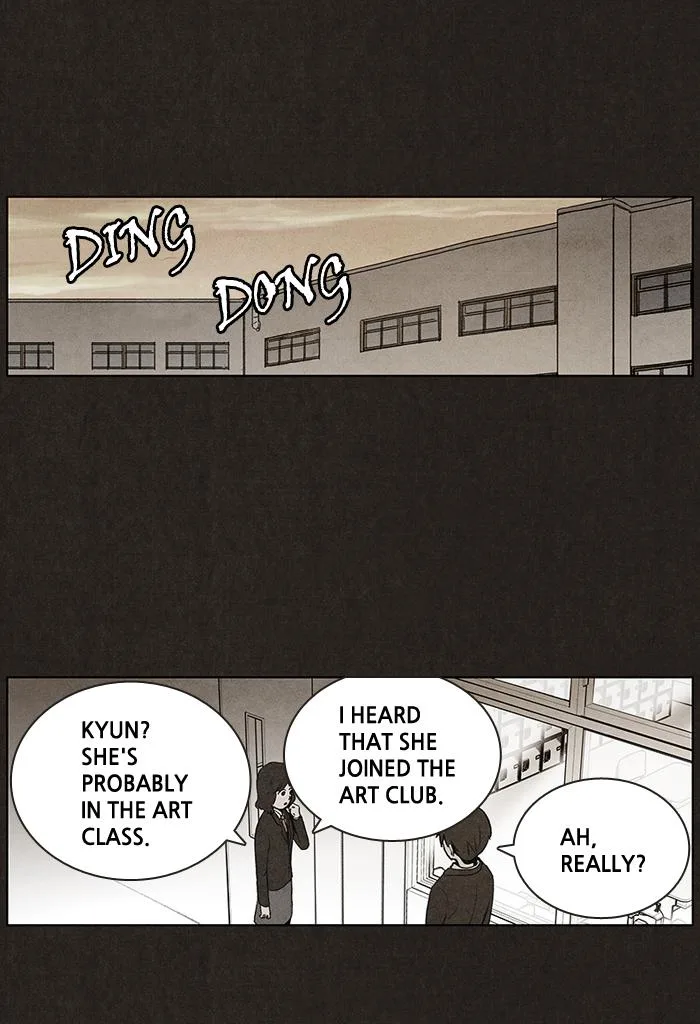 DING
DONG
KYUN?
SHE'S
PROBABLY
IN THE ART
CLASS.
I HEARD
THAT SHE
JOINED THE
ART CLUB.
AH,
REALLY?